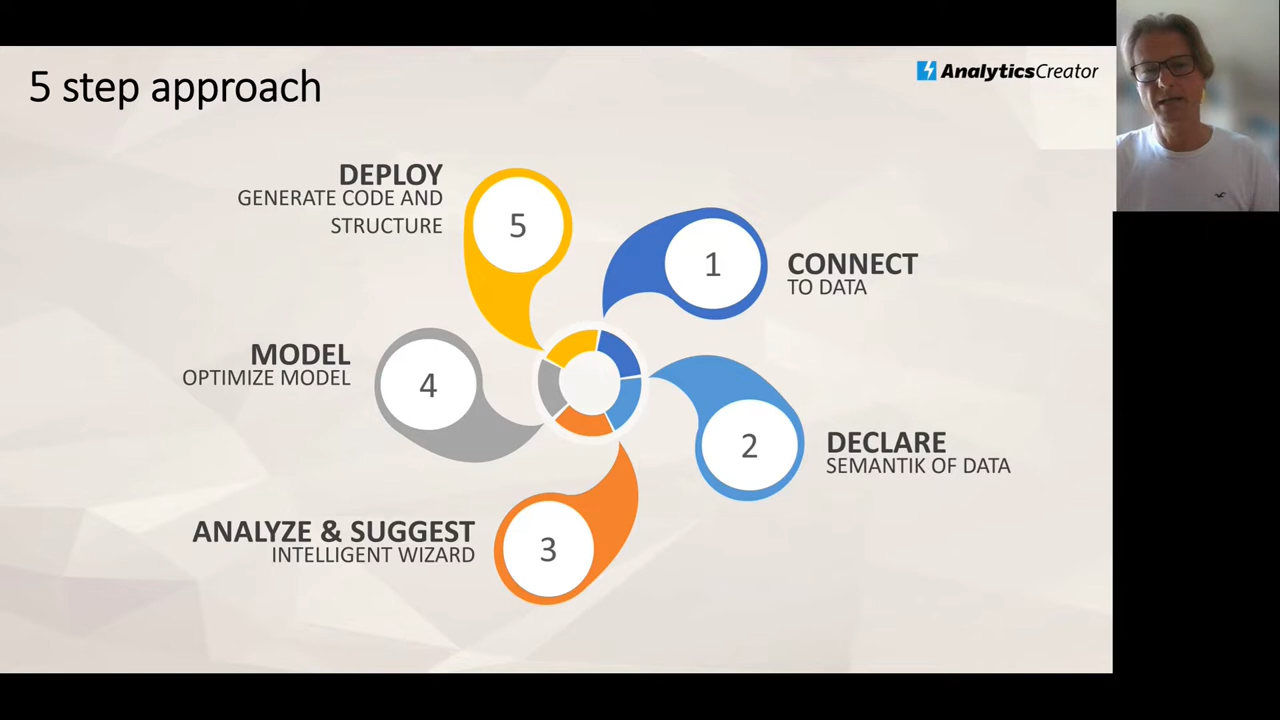 5 step approach
AnalyticsCreator
1
CONNECT
TO DATA
2
DECLARE
SEMANTIK OF DATA
3
ANALYZE & SUGGEST
INTELLIGENT WIZARD
4
MODEL
OPTIMIZE MODEL
5
DEPLOY
GENERATE CODE AND
STRUCTURE